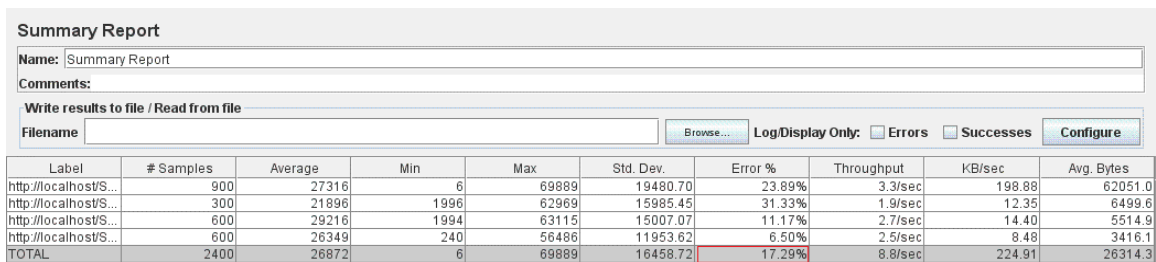 Summary Report
Name: Summary Report
Comments:
Write results to file / Read from file
Filename Browse... Log/Display Only: Errors Successes Configure
Label # Samples Average Min Max Std. Dev. Error % Throughput KB/sec Avg. Bytes
http://localhost/S... 900 27316 6 69889 19480.70 23.89% 3.3/sec 198.88 62051.0
http://localhost/S... 300 21896 1996 62969 15985.45 31.33% 1.9/sec 12.35 6499.6
http://localhost/S... 600 29216 1994 63115 15007.07 11.17% 2.7/sec 14.40 5514.9
http://localhost/S... 600 26349 240 56486 11953.62 6.50% 2.5/sec 8.48 3416.1
TOTAL 2400 26872 6 69889 16458.72 17.29% 8.8/sec 224.91 26314.3